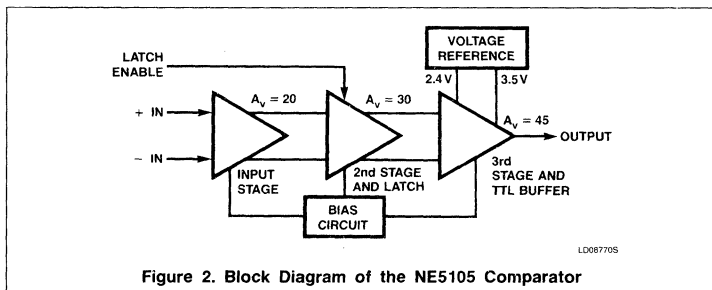 VOLTAGE
REFERENCE
LATCH
ENABLE
2.4 V
3.5 V
A_v = 20
A_v = 30
A_v = 45
+ IN
− IN
OUTPUT
INPUT
STAGE
2nd STAGE
AND LATCH
3rd
STAGE AND
TTL BUFFER
BIAS
CIRCUIT
LD08770S
Figure 2. Block Diagram of the NE5105 Comparator